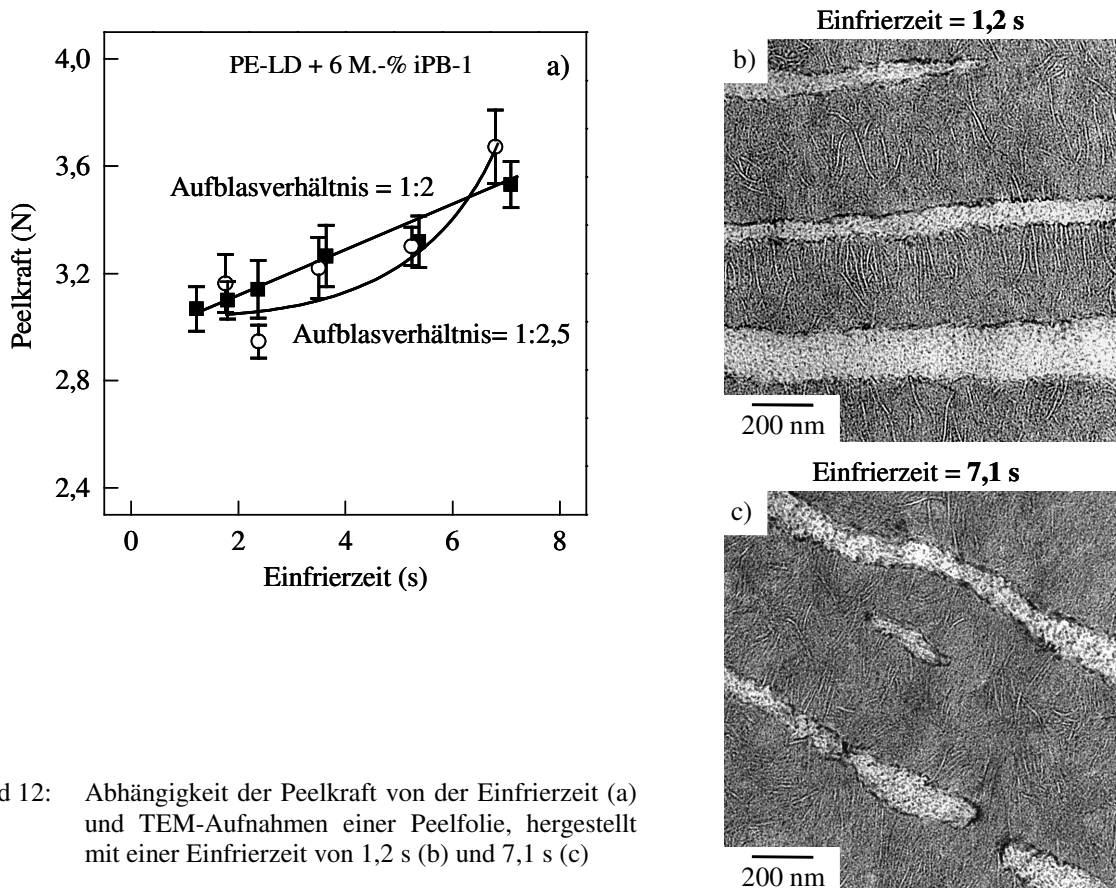 PE-LD + 6 M.-% iPB-1
a)
4,0
3,6
3,2
2,8
2,4
Peelkraft (N)
Aufblasverhältnis = 1:2
Aufblasverhältnis= 1:2,5
0 2 4 6 8
Einfrierzeit (s)
Einfrierzeit = 1,2 s
b)
200 nm
Einfrierzeit = 7,1 s
c)
200 nm
d 12: Abhängigkeit der Peelkraft von der Einfrierzeit (a)
und TEM-Aufnahmen einer Peelfolie, hergestellt
mit einer Einfrierzeit von 1,2 s (b) und 7,1 s (c)